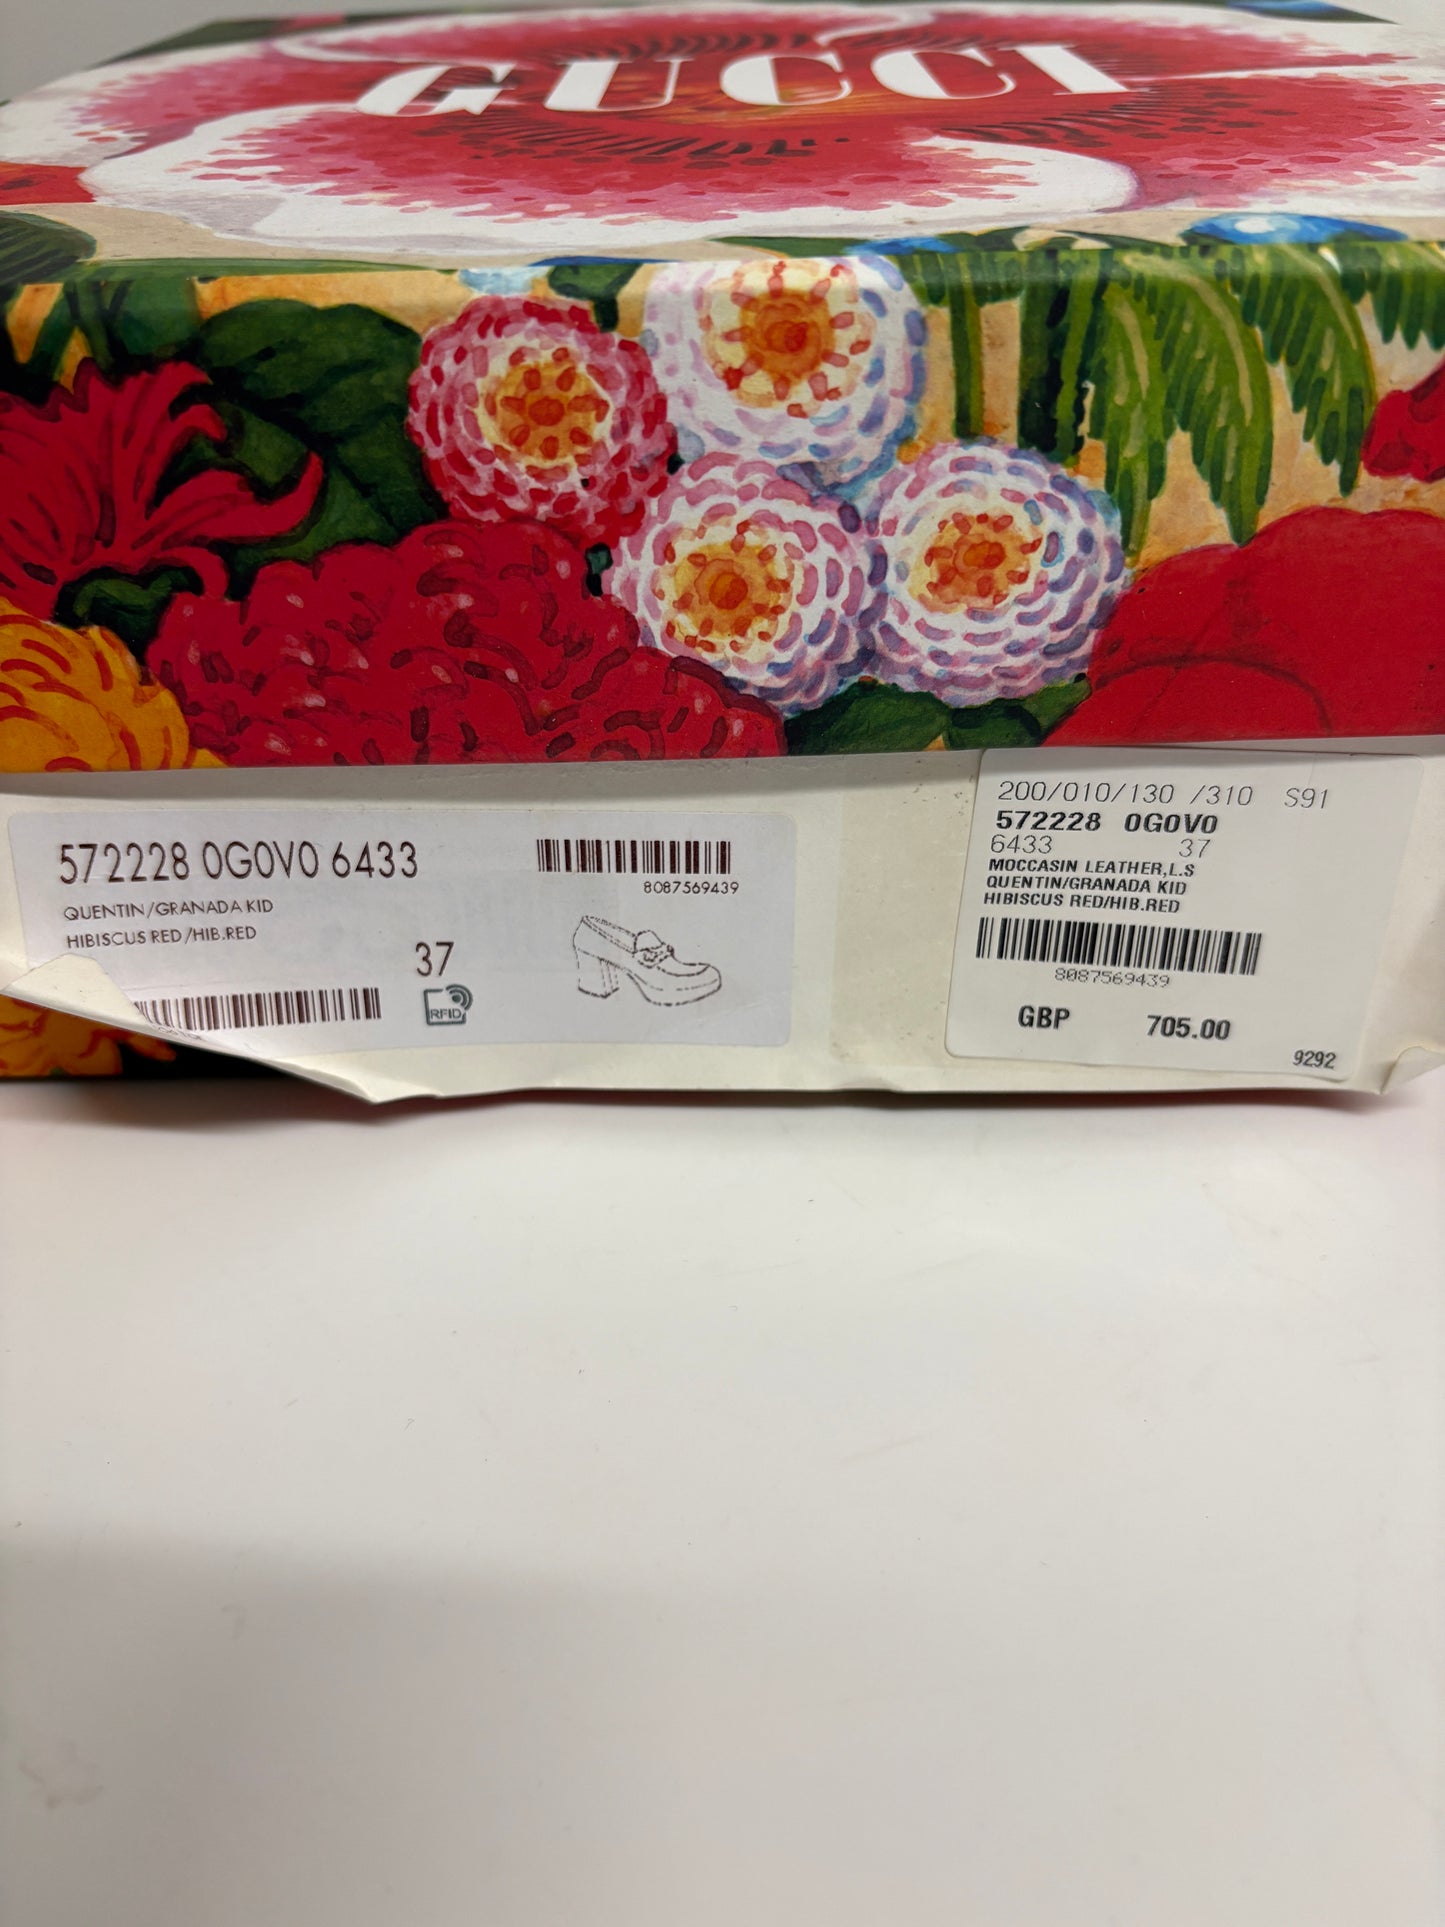 GUCCI
572228 0G0V0 6433
8087569439
QUENTIN/GRANADA KID
HIBISCUS RED/HIB.RED
37
RFID
200/010/130 /310 S91
572228 0G0V0
6433 37
MOCCASIN LEATHER,L.S
QUENTIN/GRANADA KID
HIBISCUS RED/HIB.RED
8087569439
GBP 705.00
9292